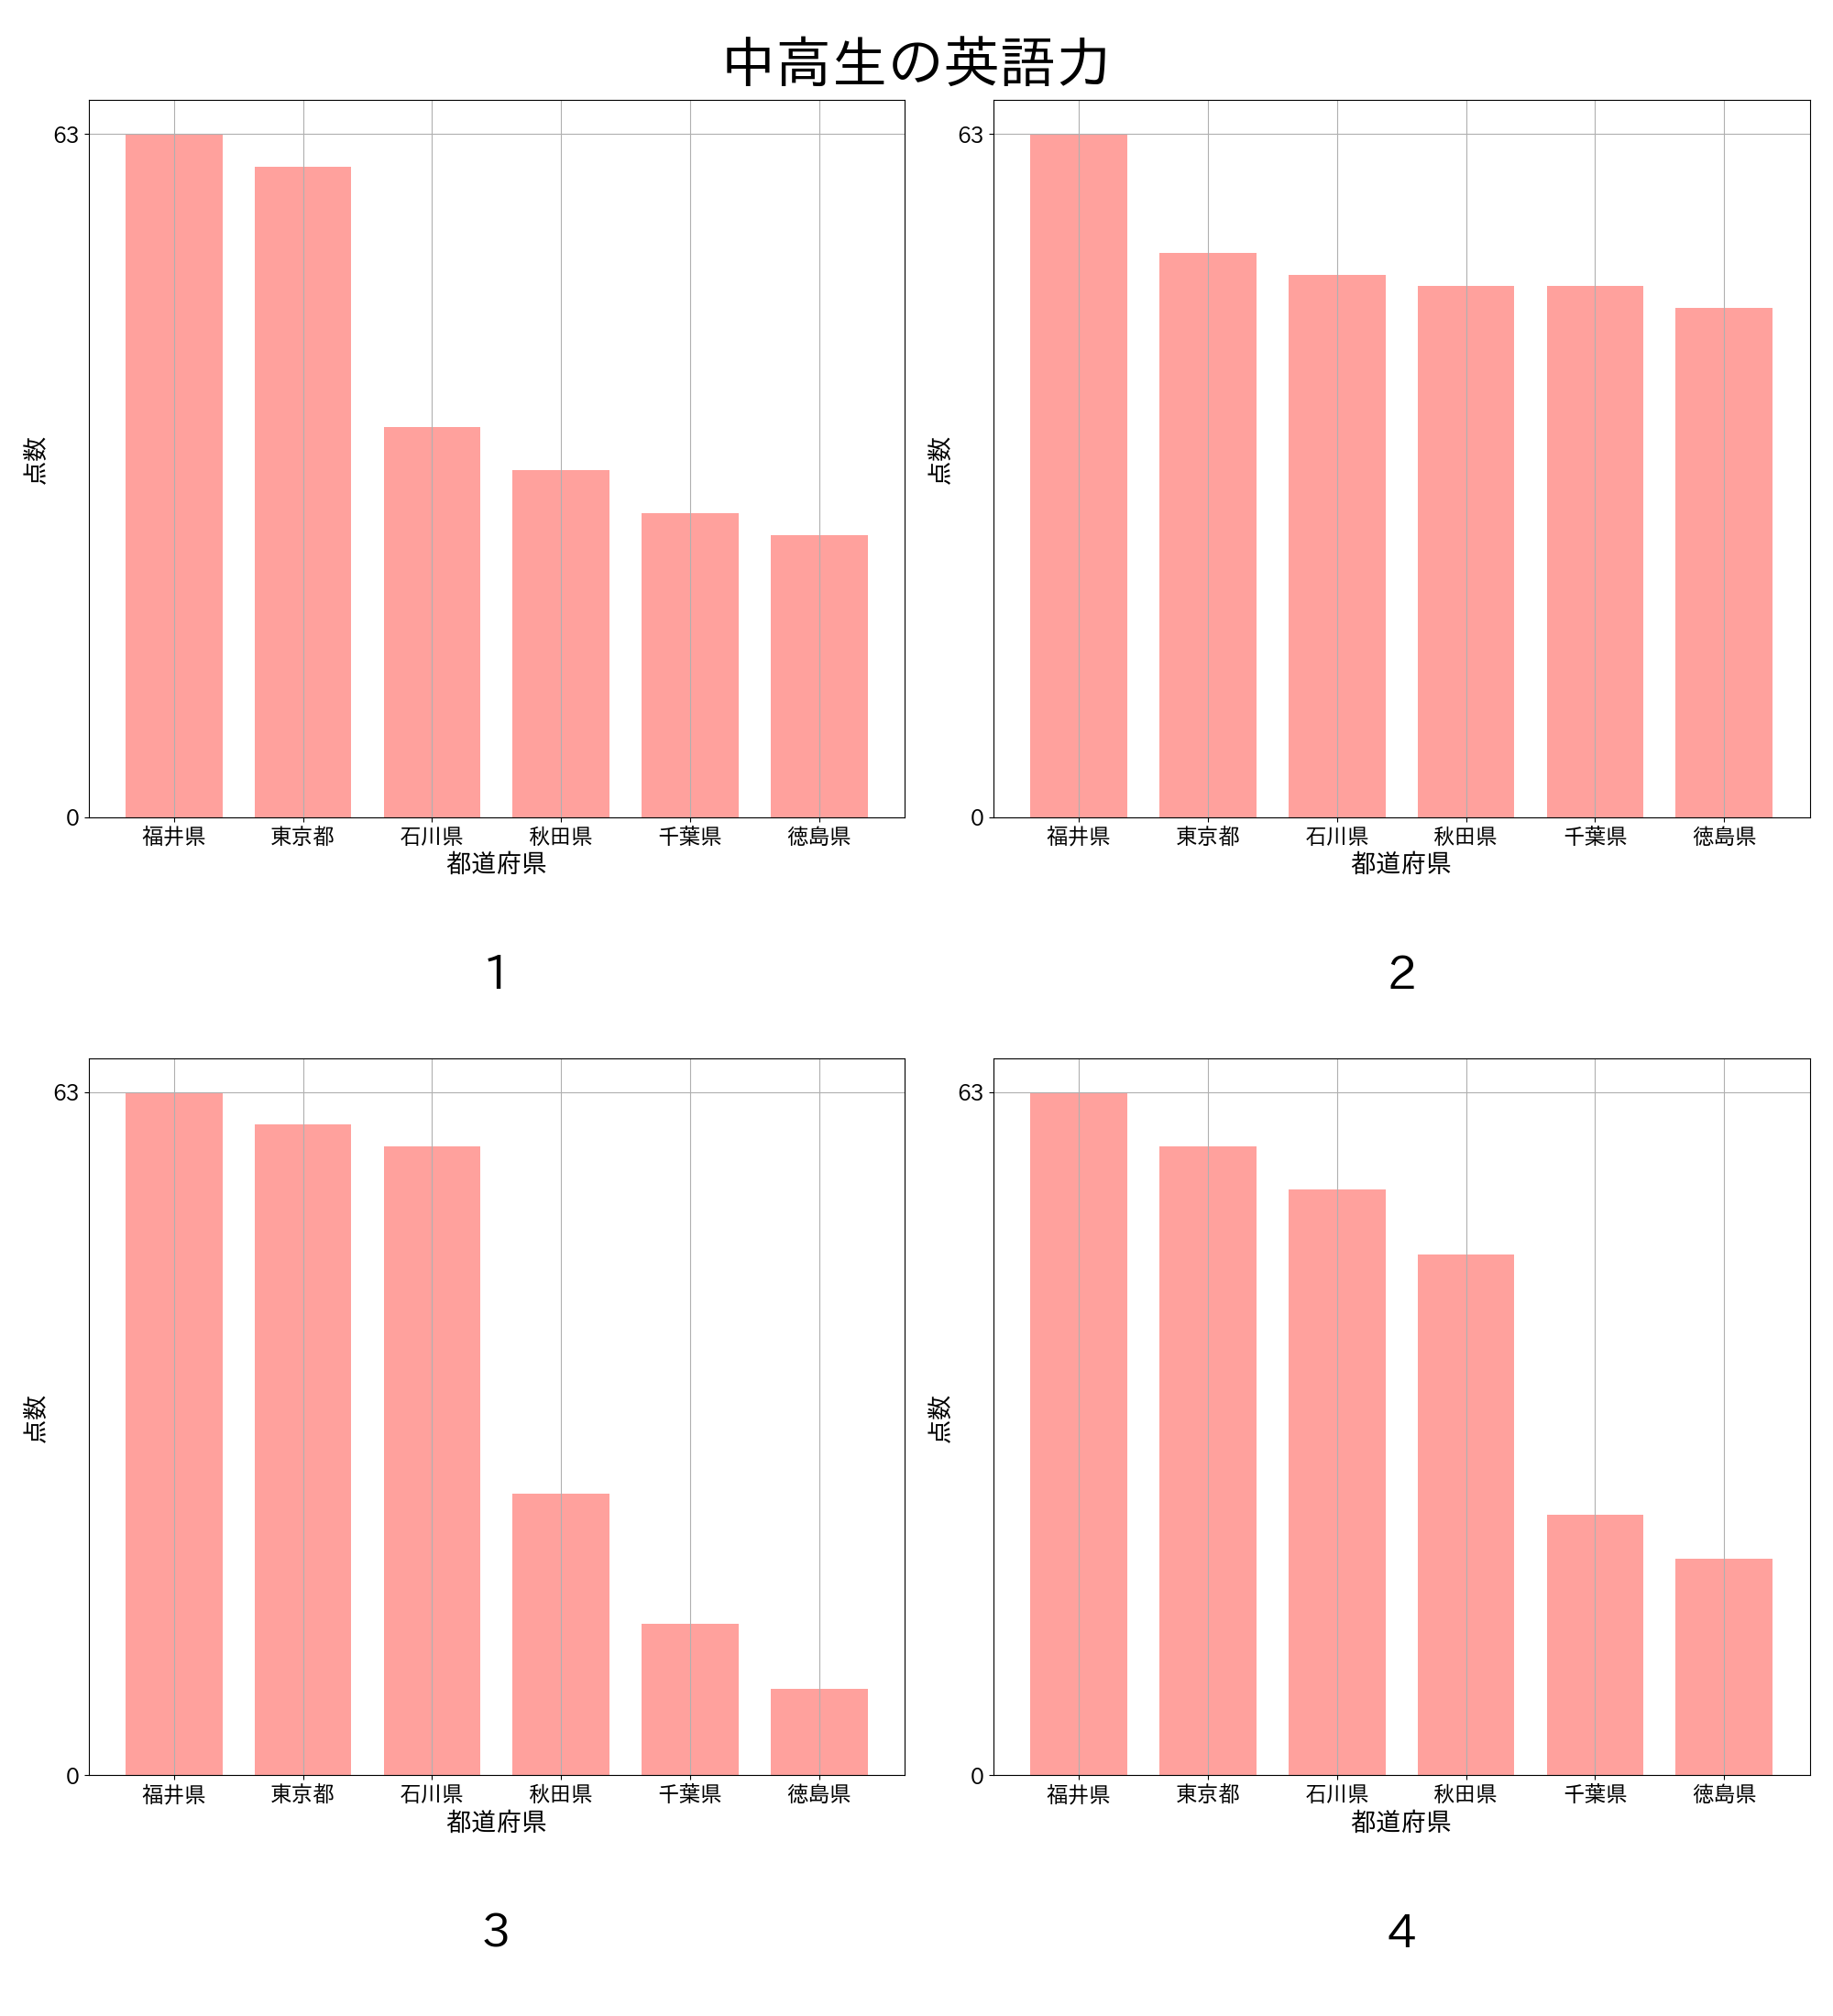 中高生の英語力
63
点数
0
福井県 東京都 石川県 秋田県 千葉県 徳島県
都道府県
1
63
点数
0
福井県 東京都 石川県 秋田県 千葉県 徳島県
都道府県
2
63
点数
0
福井県 東京都 石川県 秋田県 千葉県 徳島県
都道府県
3
63
点数
0
福井県 東京都 石川県 秋田県 千葉県 徳島県
都道府県
4